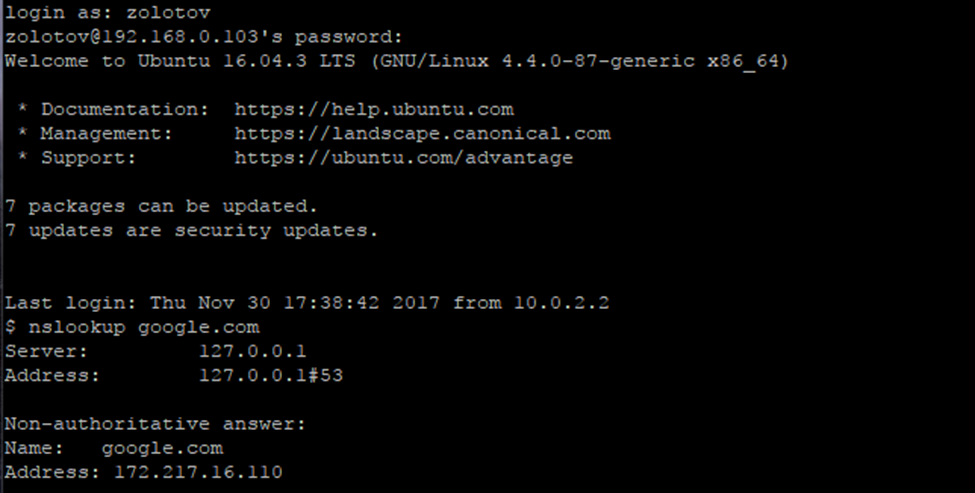 login as: zolotov
zolotov@192.168.0.103's password:
Welcome to Ubuntu 16.04.3 LTS (GNU/Linux 4.4.0-87-generic x86_64)
* Documentation:  https://help.ubuntu.com
* Management:     https://landscape.canonical.com
* Support:        https://ubuntu.com/advantage
7 packages can be updated.
7 updates are security updates.
Last login: Thu Nov 30 17:38:42 2017 from 10.0.2.2
$ nslookup google.com
Server:         127.0.0.1
Address:        127.0.0.1#53
Non-authoritative answer:
Name:   google.com
Address: 172.217.16.110